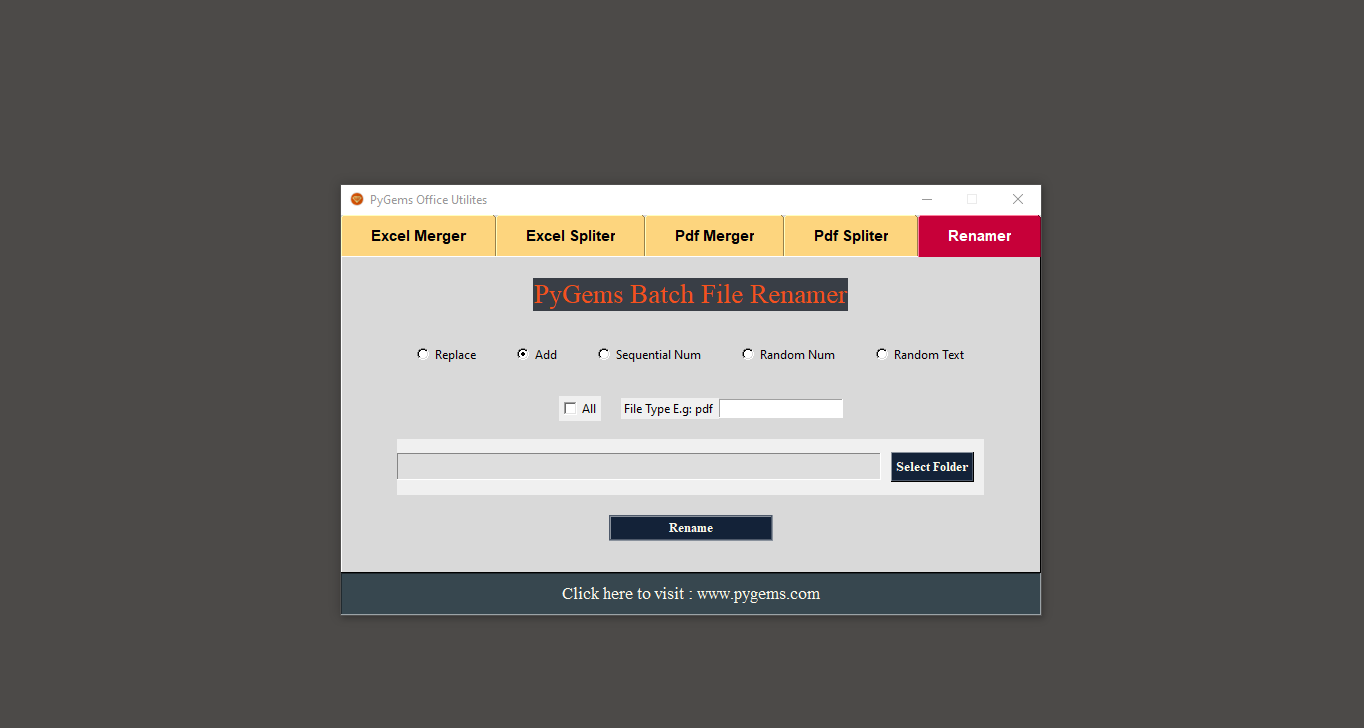 PyGems Office Utilites
Excel Merger Excel Spliter Pdf Merger Pdf Spliter Renamer
PyGems Batch File Renamer
Replace Add Sequential Num Random Num Random Text
All File Type E.g: pdf
Select Folder
Rename
Click here to visit : www.pygems.com